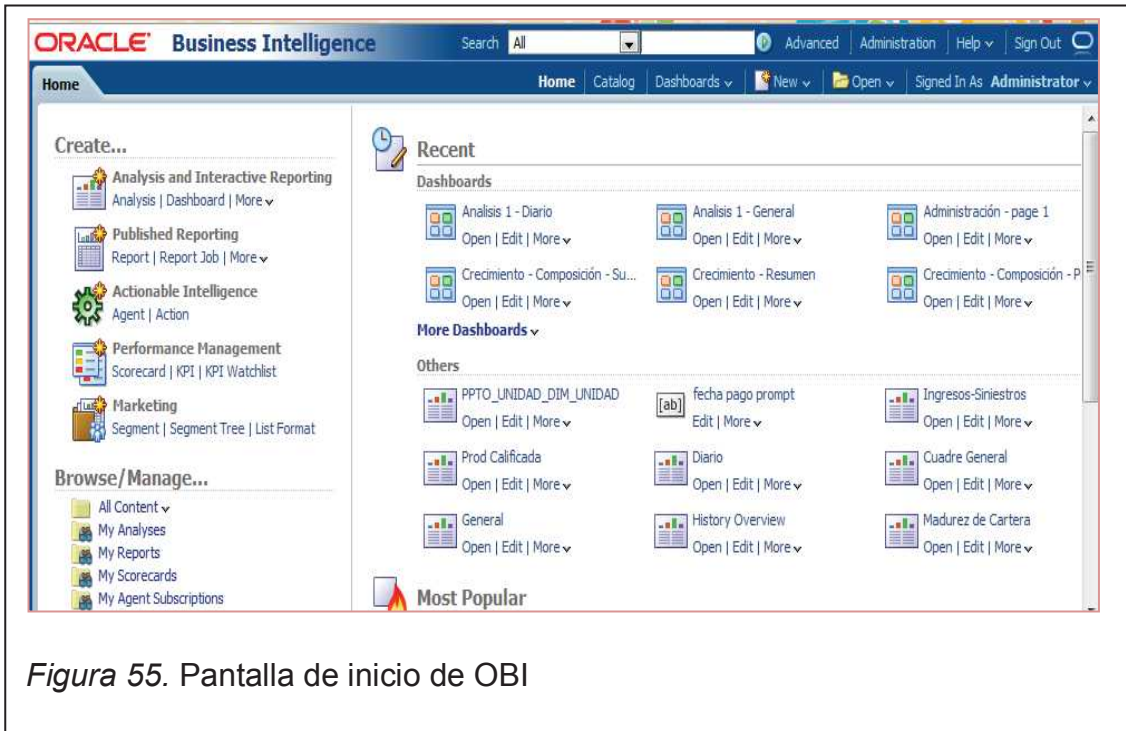 ORACLE Business Intelligence
Search All Advanced Administration Help Sign Out
Home
Home Catalog Dashboards New Open Signed In As Administrator
Create...
Analysis and Interactive Reporting
Analysis | Dashboard | More
Published Reporting
Report | Report Job | More
Actionable Intelligence
Agent | Action
Performance Management
Scorecard | KPI | KPI Watchlist
Marketing
Segment | Segment Tree | List Format
Browse/Manage...
All Content
My Analyses
My Reports
My Scorecards
My Agent Subscriptions
Recent
Dashboards
Analisis 1 - Diario
Open | Edit | More
Analisis 1 - General
Open | Edit | More
Administración - page 1
Open | Edit | More
Crecimiento - Composición - Su...
Open | Edit | More
Crecimiento - Resumen
Open | Edit | More
Crecimiento - Composición - P
Open | Edit | More
More Dashboards
Others
PPTO_UNIDAD_DIM_UNIDAD
Open | Edit | More
[ab]
fecha pago prompt
Edit | More
Ingresos-Siniestros
Open | Edit | More
Prod Calificada
Open | Edit | More
Diario
Open | Edit | More
Cuadre General
Open | Edit | More
General
Open | Edit | More
History Overview
Open | Edit | More
Madurez de Cartera
Open | Edit | More
Most Popular
Figura 55. Pantalla de inicio de OBI